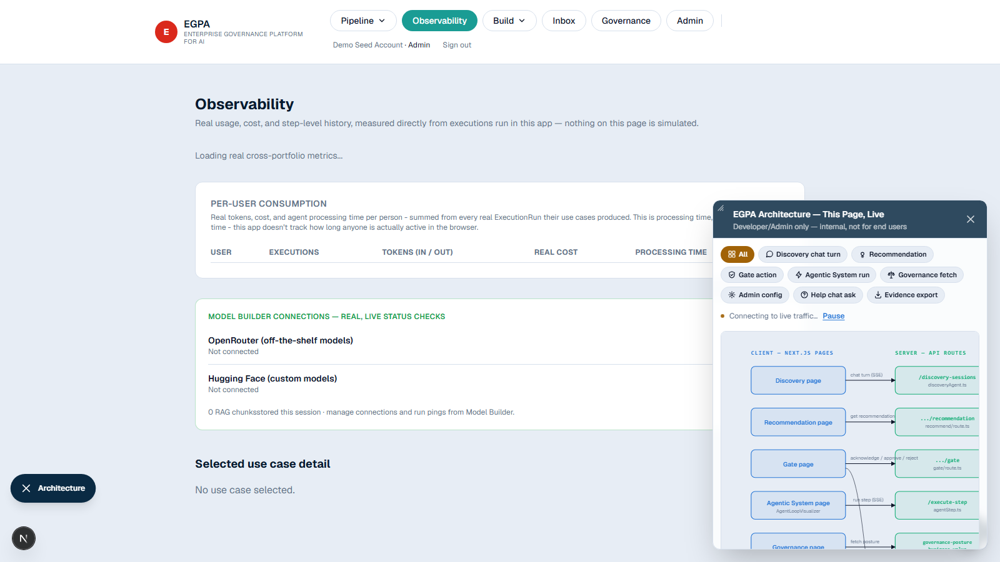 E
EGPA
ENTERPRISE GOVERNANCE PLATFORM
FOR AI
Pipeline
Observability
Build
Inbox
Governance
Admin
Demo Seed Account · Admin
Sign out
Observability
Real usage, cost, and step-level history, measured directly from executions run in this app — nothing on this page is simulated.
Loading real cross-portfolio metrics...
PER-USER CONSUMPTION
Real tokens, cost, and agent processing time per person - summed from every real ExecutionRun their use cases produced. This is processing time,
time - this app doesn't track how long anyone is actually active in the browser.
USER
EXECUTIONS
TOKENS (IN / OUT)
REAL COST
PROCESSING TIME
MODEL BUILDER CONNECTIONS — REAL, LIVE STATUS CHECKS
OpenRouter (off-the-shelf models)
Not connected
Hugging Face (custom models)
Not connected
0 RAG chunksstored this session · manage connections and run pings from Model Builder.
Selected use case detail
No use case selected.
Architecture
N
EGPA Architecture — This Page, Live
Developer/Admin only — internal, not for end users
All
Discovery chat turn
Recommendation
Gate action
Agentic System run
Governance fetch
Admin config
Help chat ask
Evidence export
Connecting to live traffic...
Pause
CLIENT — NEXT.JS PAGES
SERVER — API ROUTES
Discovery page
chat turn (SSE)
/discovery-sessions
discoveryAgent.ts
Recommendation page
get recommendation
.../recommendation
recommend/route.ts
Gate page
acknowledge / approve / reject
.../gate
gate/route.ts
Agentic System page
AgentLoopVisualizer
run step (SSE)
/execute-step
agentStep.ts
Governance page
fetch posture
governance-posture
business-value